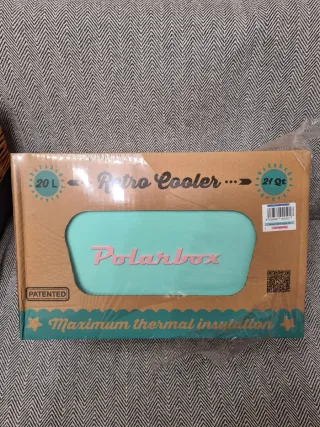 20 L
Retro Cooler
21 Qt
Polarbox
PATENTED
Maximum thermal insulation